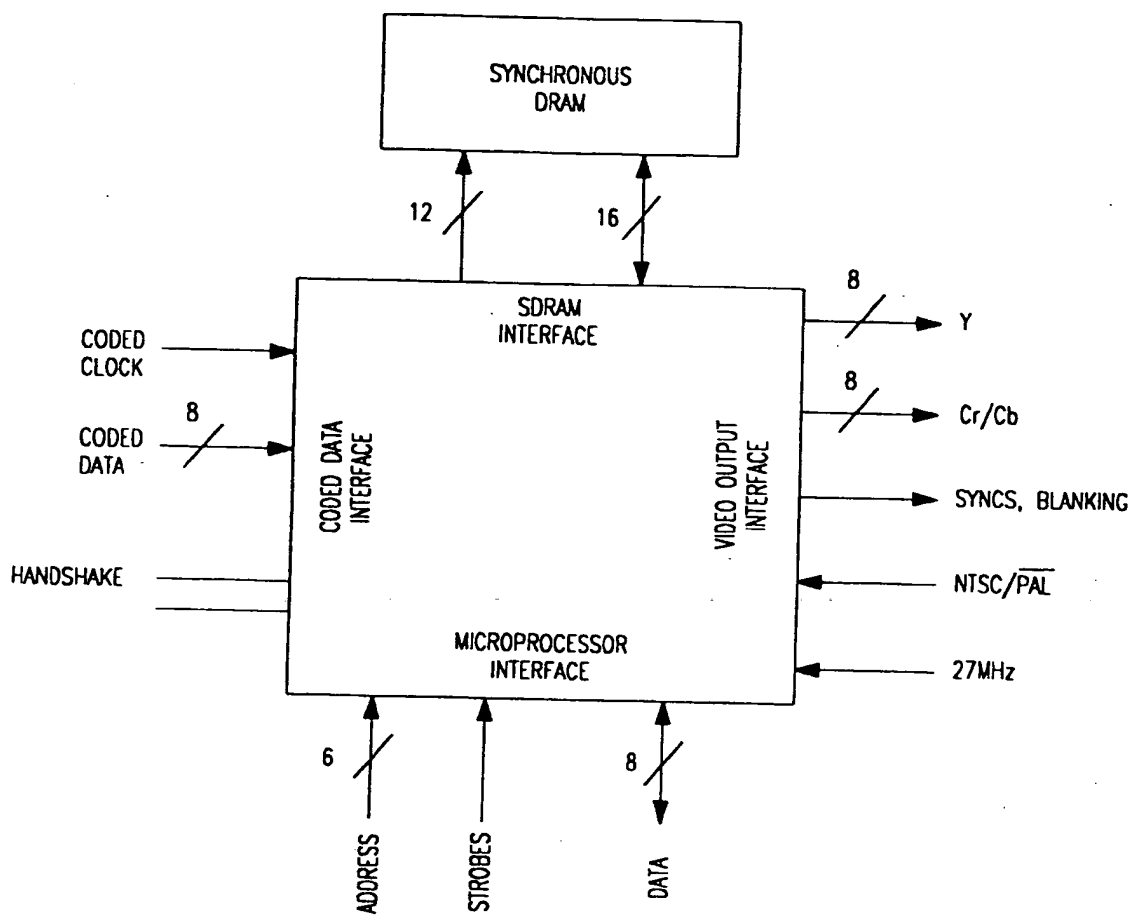 SYNCHRONOUS
DRAM
12
16
SDRAM
INTERFACE
8
Y
CODED
CLOCK
8
Cr/Cb
8
CODED
DATA
CODED DATA
INTERFACE
VIDEO OUTPUT
INTERFACE
SYNCS, BLANKING
HANDSHAKE
NTSC/P̅A̅L̅
MICROPROCESSOR
INTERFACE
27MHz
6
8
ADDRESS
STROBES
DATA